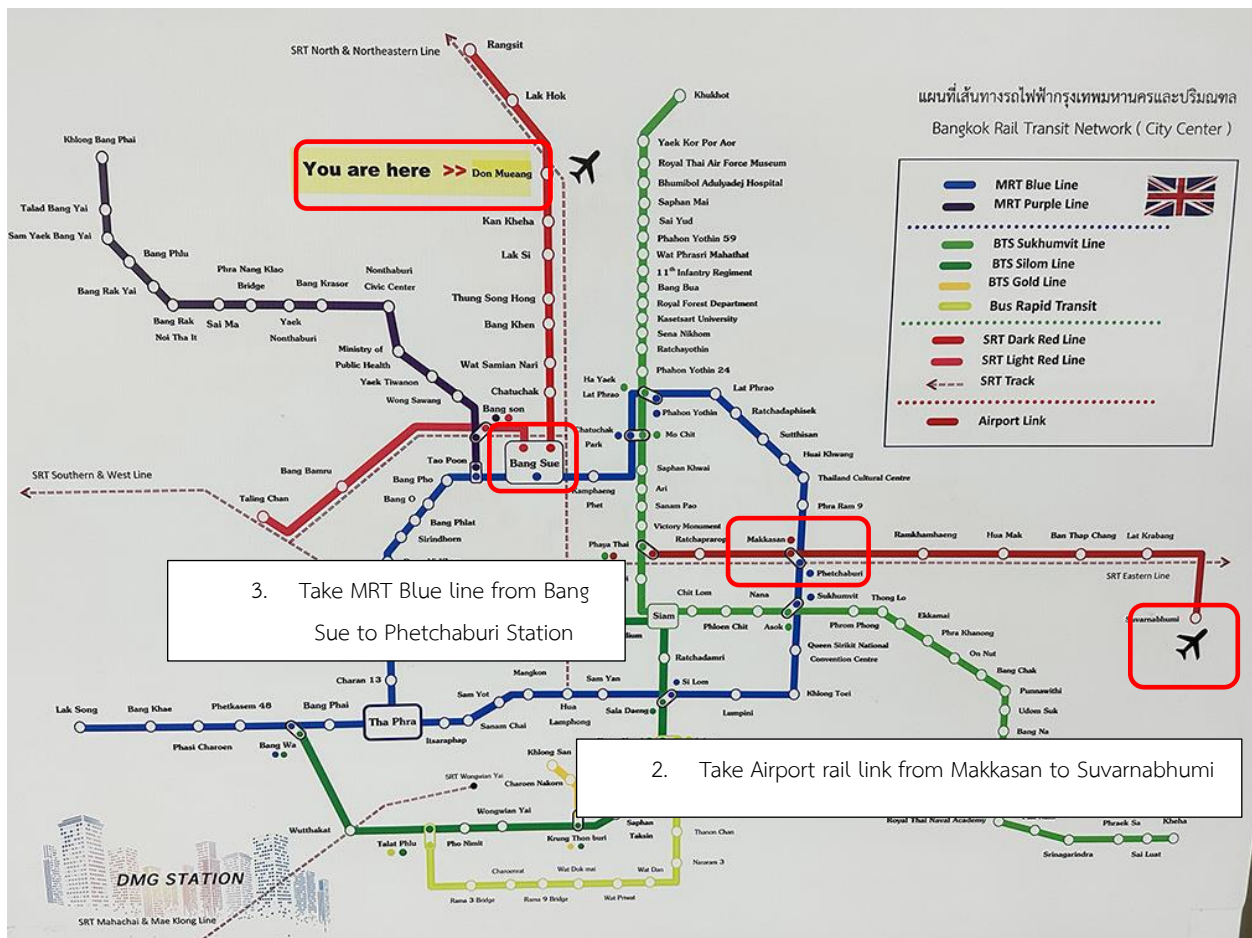 SRT North & Northeastern Line
Rangsit
Lak Hok
You are here >> Don Mueang
Kan Kheha
Lak Si
Thung Song Hong
Bang Khen
Wat Samian Nari
Chatuchak
Bang Sue
แผนที่เส้นทางรถไฟฟ้ากรุงเทพมหานครและปริมณฑล
Bangkok Rail Transit Network ( City Center )
MRT Blue Line
MRT Purple Line
BTS Sukhumvit Line
BTS Silom Line
BTS Gold Line
Bus Rapid Transit
SRT Dark Red Line
SRT Light Red Line
SRT Track
Airport Link
Khlong Bang Phai
Talad Bang Yai
Sam Yaek Bang Yai
Bang Phlu
Bang Rak Yai
Bang Rak
Noi Tha It
Sai Ma
Phra Nang Klao
Bridge
Yaek
Nonthaburi
Bang Krasor
Nonthaburi
Civic Center
Ministry of
Public Health
Yaek Tiwanon
Wong Sawang
Bang son
Tao Poon
Khukhot
Yaek Kor Por Aor
Royal Thai Air Force Museum
Bhumibol Adulyadej Hospital
Saphan Mai
Sai Yud
Phahon Yothin 59
Wat Phrasri Mahathat
11th Infantry Regiment
Bang Bua
Royal Forest Department
Kasetsart University
Sena Nikhom
Ratchayothin
Phahon Yothin 24
Ha Yaek
Lat Phrao
Phahon Yothin
Chatuchak
Park
Mo Chit
Kamphaeng
Phet
Saphan Khwai
Ari
Sanam Pao
Victory Monument
Phaya Thai
Lat Phrao
Ratchadaphisek
Sutthisan
Huai Khwang
Thailand Cultural Centre
Phra Ram 9
SRT Southern & West Line
Bang Bamru
Taling Chan
Bang Pho
Bang O
Bang Phlat
Sirindhorn
Ratchaprarop
Makkasan
Phetchaburi
Ramkhamhaeng
Hua Mak
Ban Thap Chang
Lat Krabang
SRT Eastern Line
Suvarnabhumi
3. Take MRT Blue line from Bang
Sue to Phetchaburi Station
Siam
Chit Lom
Phloen Chit
Nana
Asok
Sukhumvit
Phrom Phong
Thong Lo
Ekkamai
Phra Khanong
On Nut
Bang Chak
Punnawithi
Udom Suk
Bang Na
Ratchadamri
Queen Sirikit National
Convention Centre
Charan 13
Lak Song
Bang Khae
Phasi Charoen
Phetkasem 48
Bang Wa
Bang Phai
Tha Phra
Itsaraphap
Sanam Chai
Sam Yot
Mangkon
Hua
Lamphong
Sam Yan
Si Lom
Sala Daeng
Lumpini
Khlong Toei
Khlong San
Charoen Nakorn
2. Take Airport rail link from Makkasan to Suvarnabhumi
SRT Wongwian Yai
Wutthakat
Talat Phlu
Pho Nimit
Wongwian Yai
Krung Thon buri
Saphan
Taksin
Thanon Chan
Nararam 3
Rama 3 Bridge
Charoenrat
Rama 9 Bridge
Wat Dok mai
Wat Priwat
Wat Dan
Royal Thai Naval Academy
Srinagarindra
Phraek Sa
Sai Luat
Kheha
DMG STATION
SRT Mahachai & Mae Klong Line